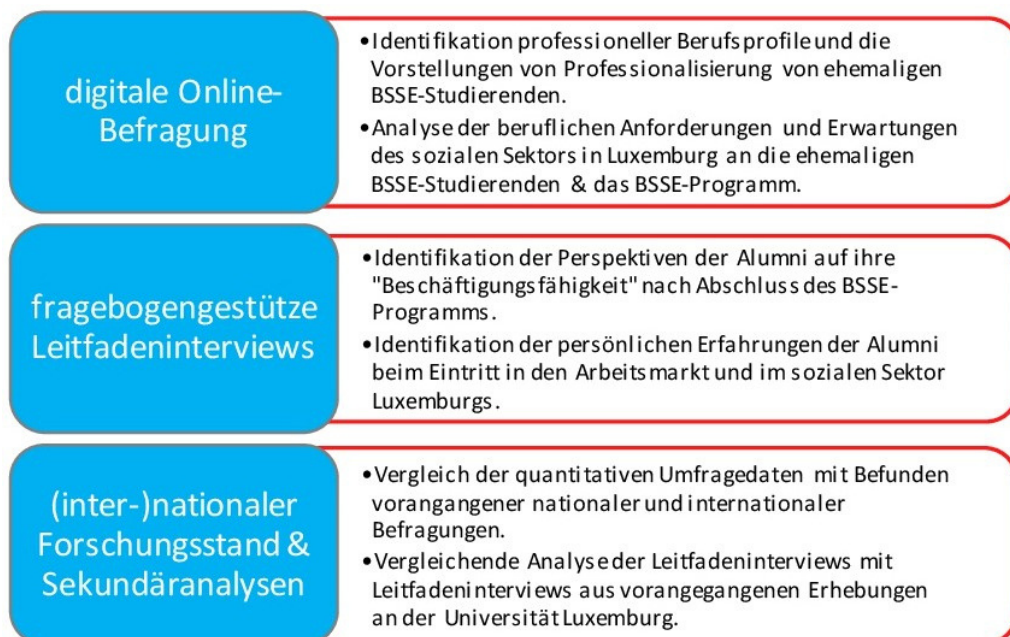 digitale Online-
Befragung
•Identifikation professioneller Berufsprofile und die
Vorstellungen von Professionalisierung von ehemaligen
BSSE-Studierenden.
•Analyse der beruflichen Anforderungen und Erwartungen
des sozialen Sektors in Luxemburg an die ehemaligen
BSSE-Studierenden & das BSSE-Programm.
fragebogengestütze
Leitfadeninterviews
•Identifikation der Perspektiven der Alumni auf ihre
"Beschäftigungsfähigkeit" nach Abschluss des BSSE-
Programms.
•Identifikation der persönlichen Erfahrungen der Alumni
beim Eintritt in den Arbeitsmarkt und im sozialen Sektor
Luxemburgs.
(inter-)nationaler
Forschungsstand &
Sekundäranalysen
•Vergleich der quantitativen Umfragedaten mit Befunden
vorangangener nationaler und internationaler
Befragungen.
•Vergleichende Analyse der Leitfadeninterviews mit
Leitfadeninterviews aus vorangegangenen Erhebungen
an der Universität Luxemburg.